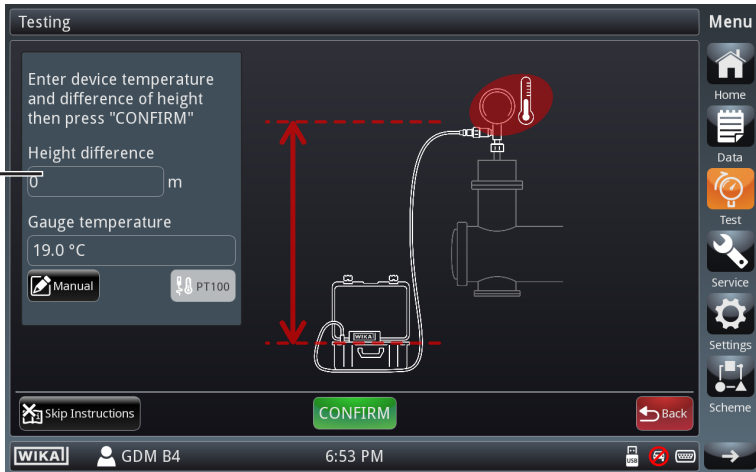 Testing
Menu
Enter device temperature
and difference of height
then press "CONFIRM"
Height difference
0
m
Gauge temperature
19.0 °C
Manual
PT100
WIKA
Home
Data
Test
Service
Settings
Scheme
Skip Instructions
CONFIRM
Back
WIKAI
GDM B4
6:53 PM
USB